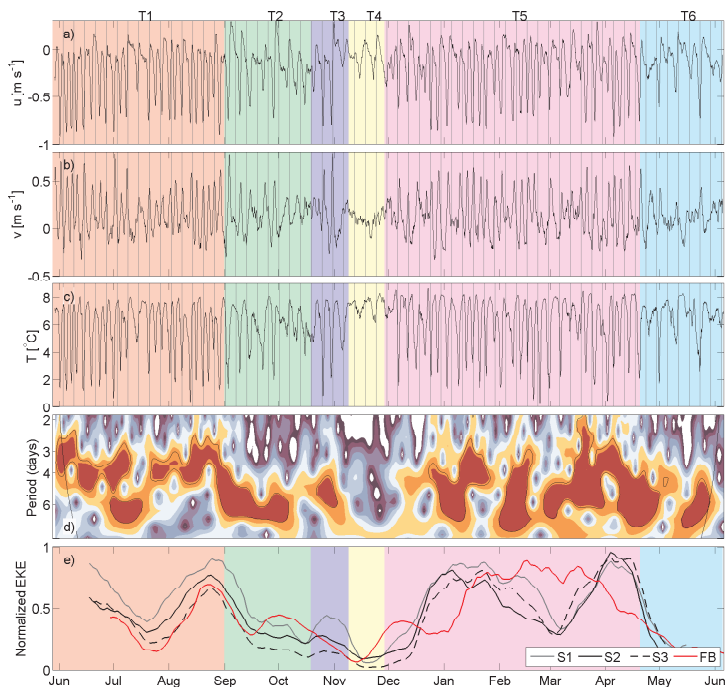 T1 T2 T3 T4 T5 T6
a)
0
-0.5
-1
u [m s-1]
b)
0.5
0
-0.5
v [m s-1]
c)
8
6
4
2
0
T [°C]
2
3
4
6
Period (days)
d)
e)
1
0.5
0
Normalized EKE
S1 S2 S3 FB
Jun Jul Aug Sep Oct Nov Dec Jan Feb Mar Apr May Jun